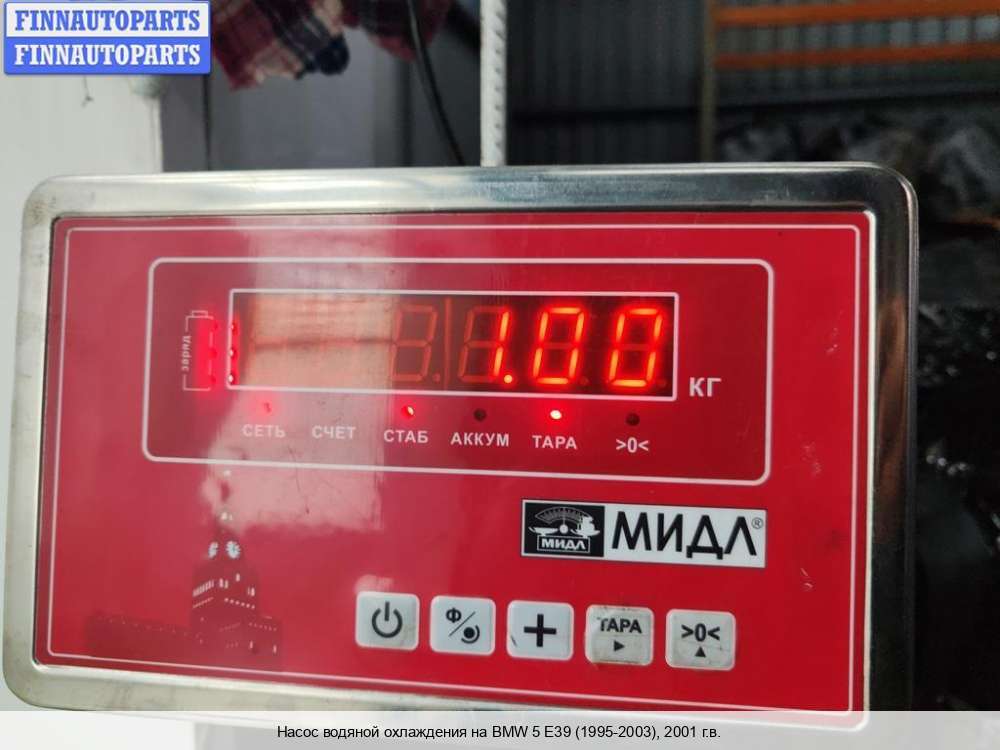 FINNAUTOPARTS
FINNAUTOPARTS
заряд
1.00
КГ
СЕТЬ СЧЕТ СТАБ АККУМ ТАРА >0<
МИДЛ
МИДЛ®
Ф
+
ТАРА
>0<
Насос водяной охлаждения на BMW 5 E39 (1995-2003), 2001 г.в.